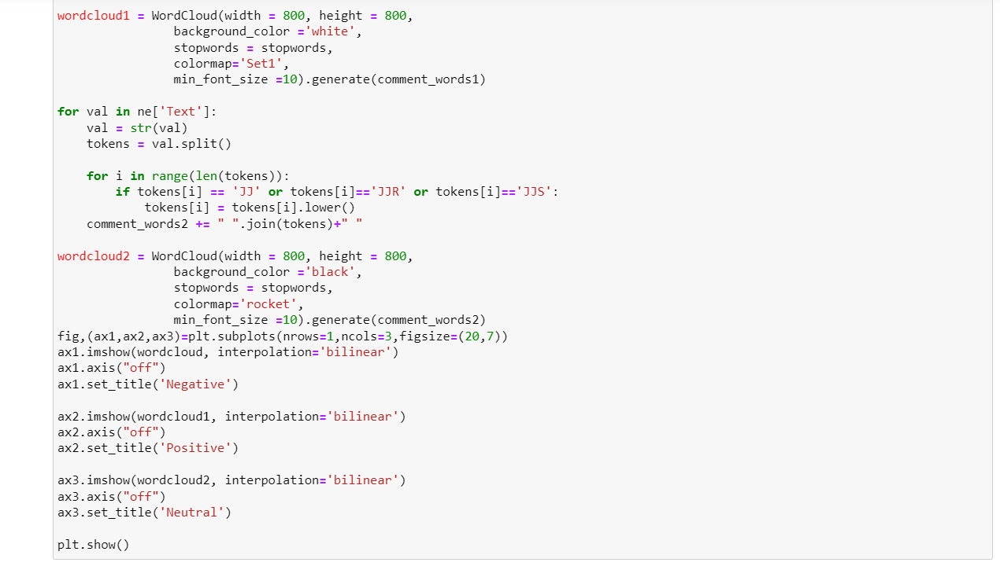 wordcloud1 = WordCloud(width = 800, height = 800,
                background_color ='white',
                stopwords = stopwords,
                colormap='Set1',
                min_font_size =10).generate(comment_words1)

for val in ne['Text']:
    val = str(val)
    tokens = val.split()

    for i in range(len(tokens)):
        if tokens[i] == 'JJ' or tokens[i]=='JJR' or tokens[i]=='JJS':
            tokens[i] = tokens[i].lower()
    comment_words2 += " ".join(tokens)+" "

wordcloud2 = WordCloud(width = 800, height = 800,
                background_color ='black',
                stopwords = stopwords,
                colormap='rocket',
                min_font_size =10).generate(comment_words2)
fig,(ax1,ax2,ax3)=plt.subplots(nrows=1,ncols=3,figsize=(20,7))
ax1.imshow(wordcloud, interpolation='bilinear')
ax1.axis("off")
ax1.set_title('Negative')

ax2.imshow(wordcloud1, interpolation='bilinear')
ax2.axis("off")
ax2.set_title('Positive')

ax3.imshow(wordcloud2, interpolation='bilinear')
ax3.axis("off")
ax3.set_title('Neutral')

plt.show()